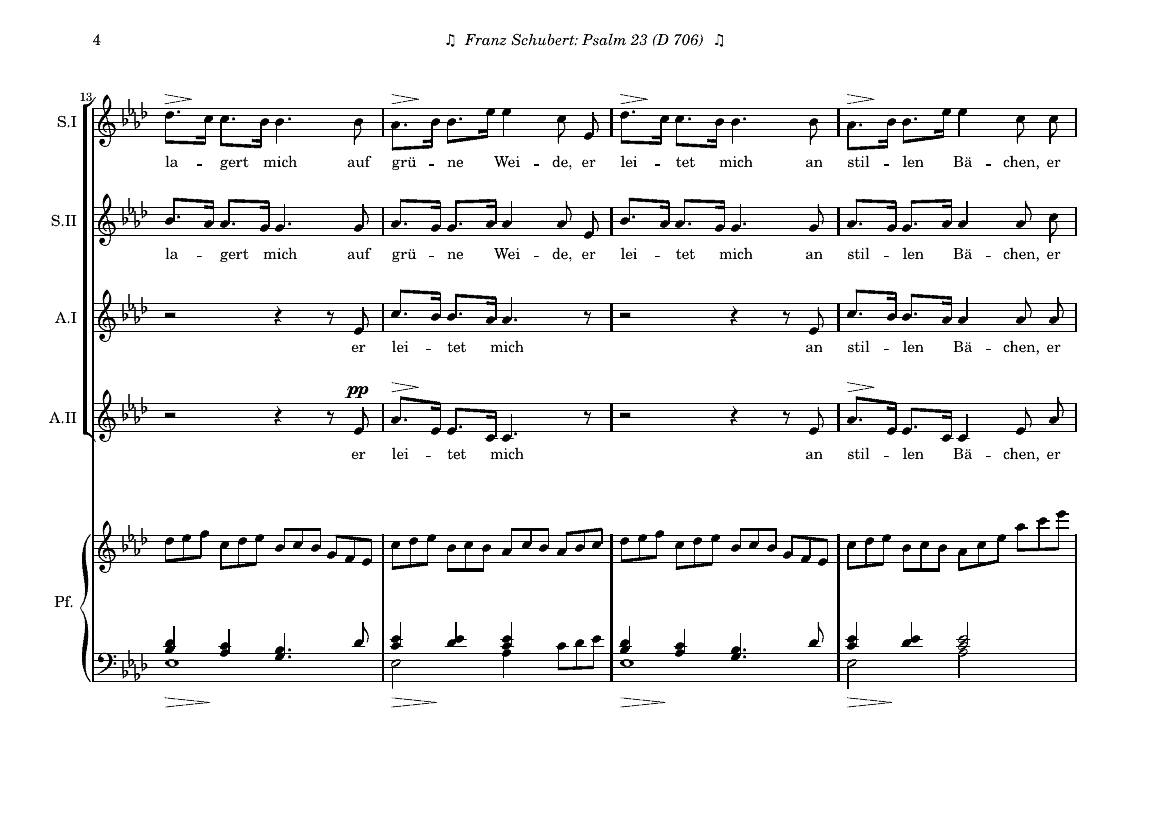 4 ♫ Franz Schubert: Psalm 23 (D 706) ♫
13
S.I
la - gert mich auf grü - ne Wei - de, er lei - tet mich an stil - len Bä - chen, er
S.II
la - gert mich auf grü - ne Wei - de, er lei - tet mich an stil - len Bä - chen, er
A.I
er lei - tet mich an stil - len Bä - chen, er
pp
A.II
er lei - tet mich an stil - len Bä - chen, er
Pf.